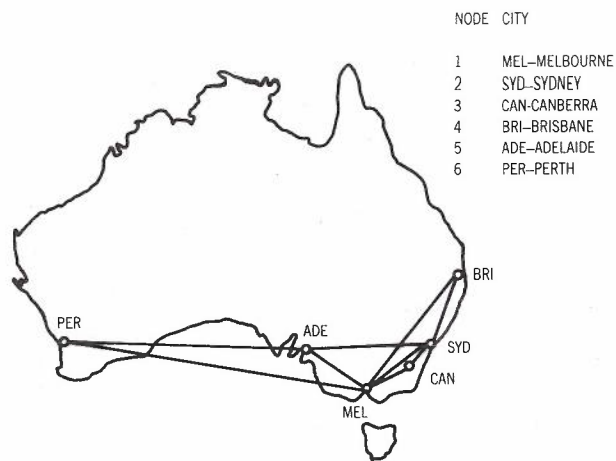 NODE CITY
1 MEL–MELBOURNE
2 SYD–SYDNEY
3 CAN-CANBERRA
4 BRI–BRISBANE
5 ADE–ADELAIDE
6 PER–PERTH
BRI
PER
ADE
SYD
CAN
MEL